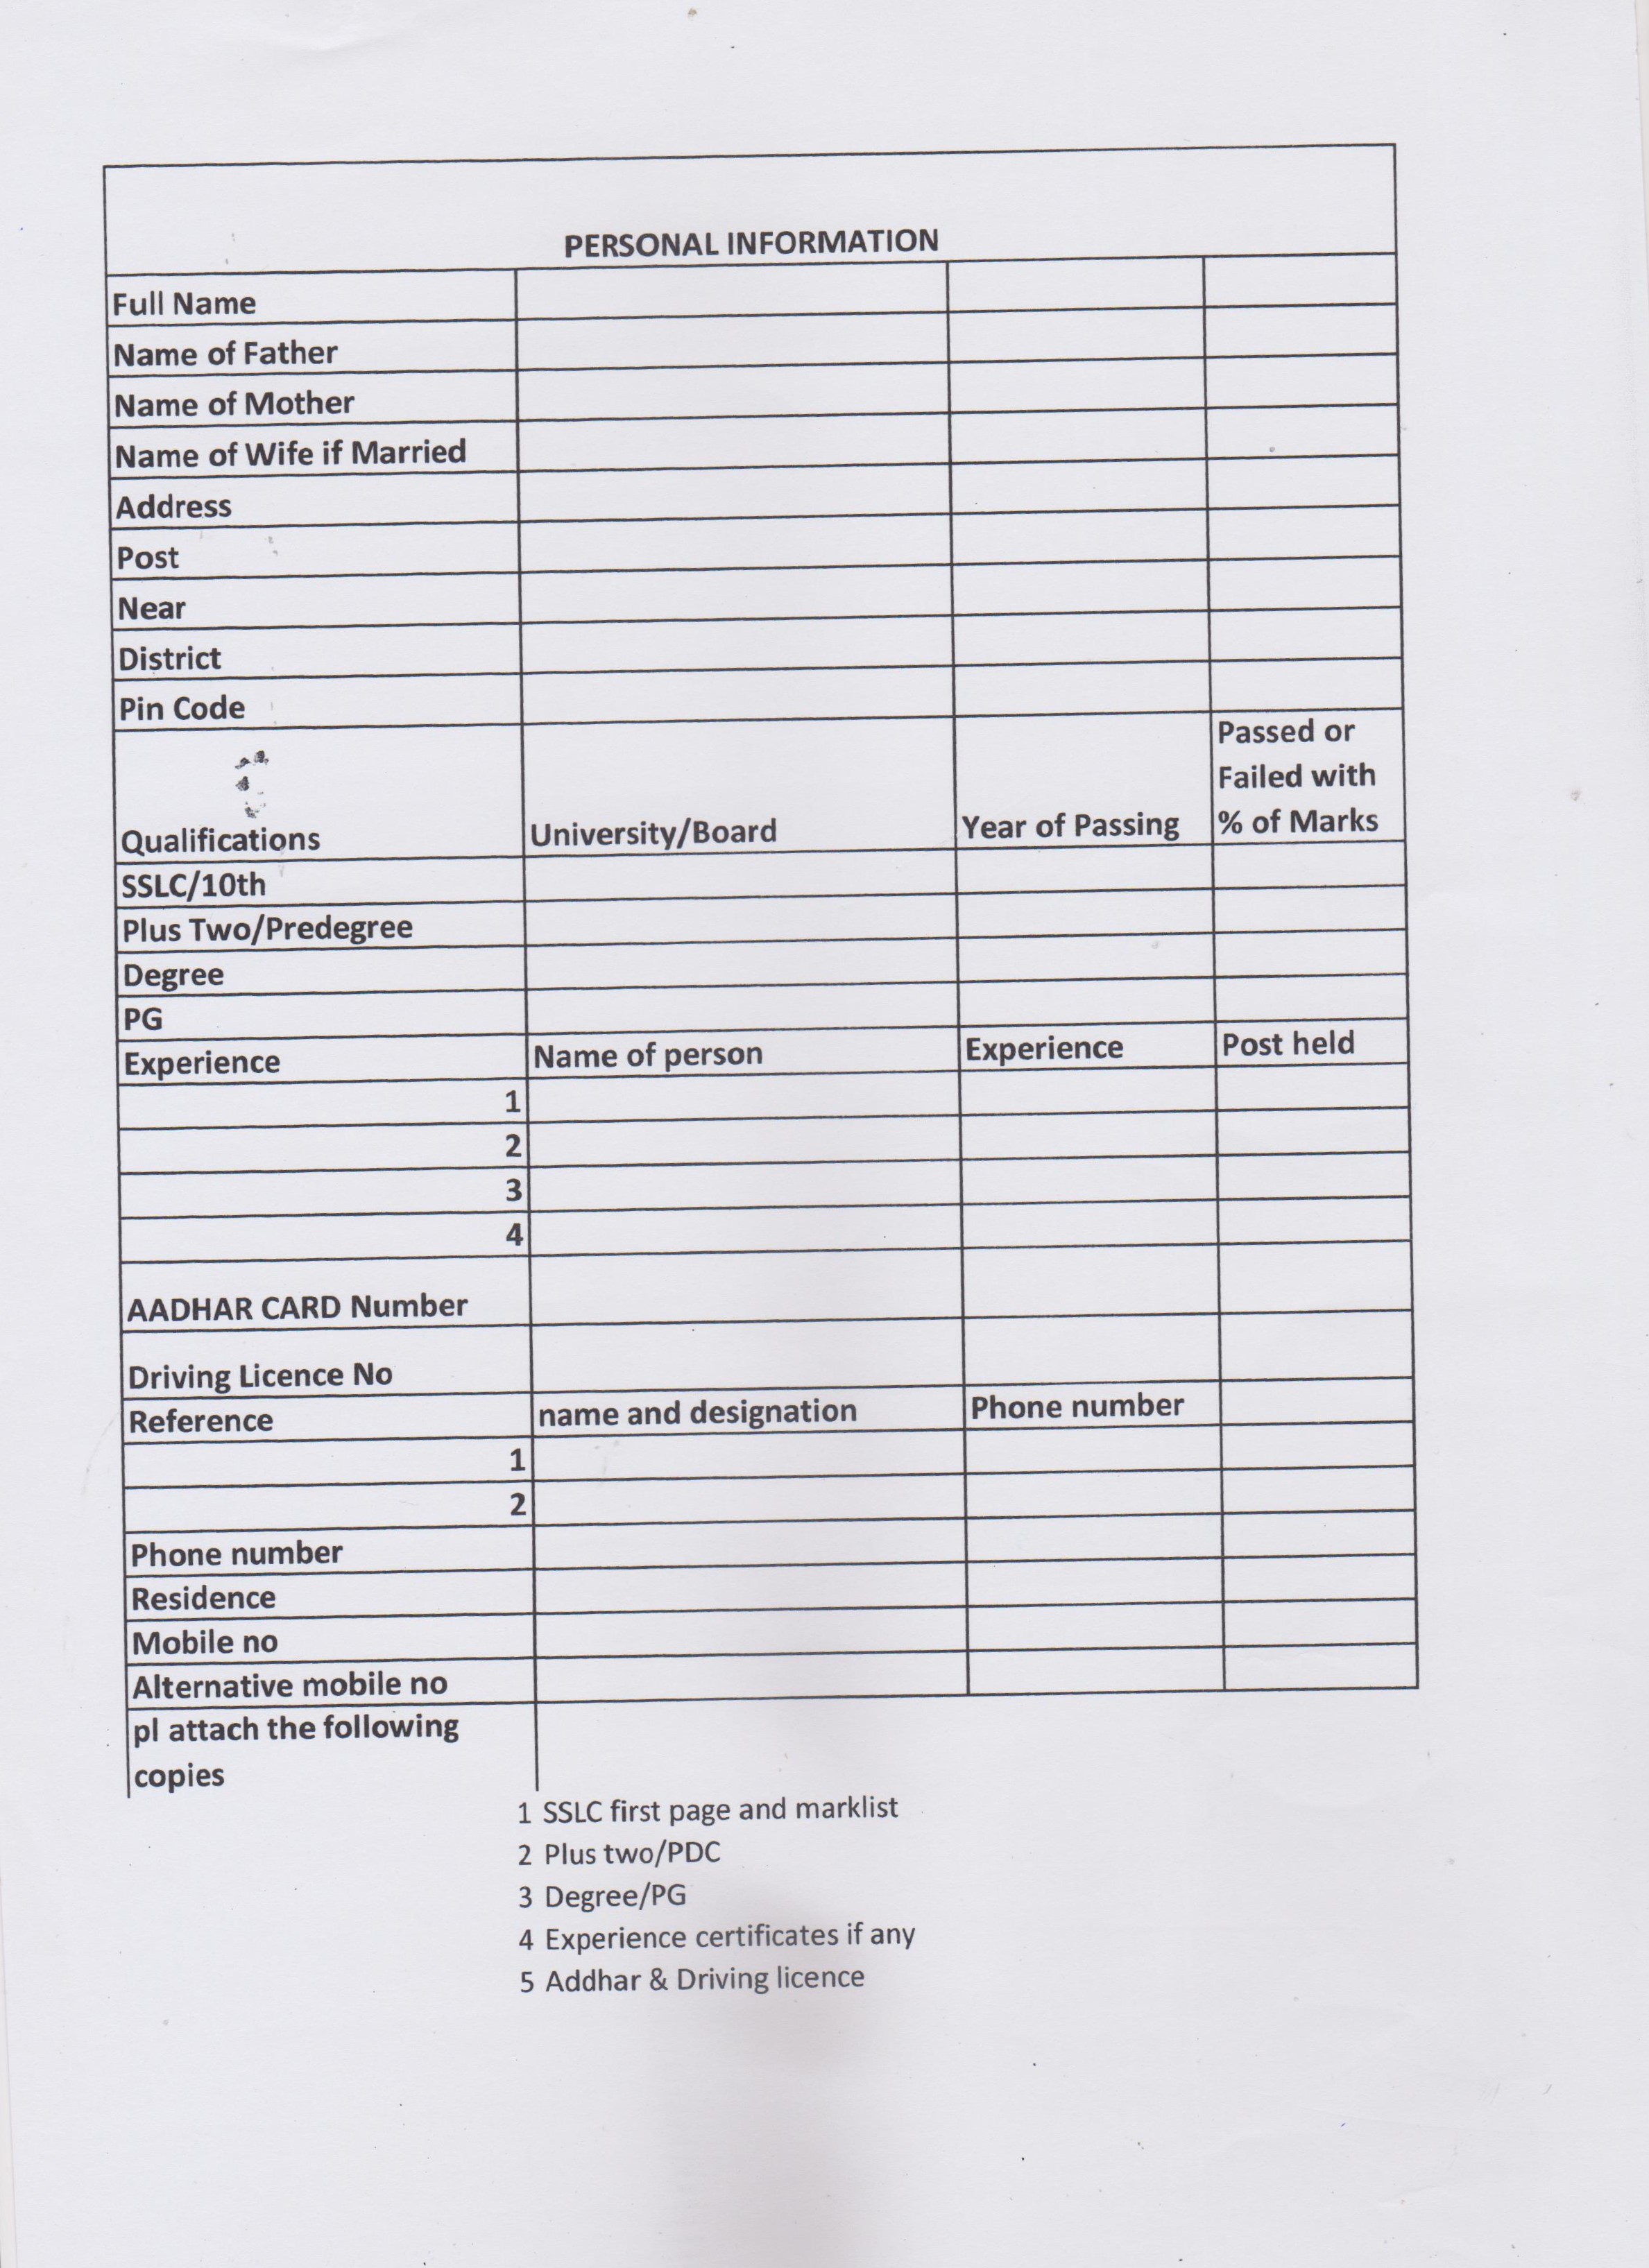 PERSONAL INFORMATION
Full Name
Name of Father
Name of Mother
Name of Wife if Married
Address
Post
Near
District
Pin Code
Qualifications University/Board Year of Passing Passed or Failed with % of Marks
SSLC/10th
Plus Two/Predegree
Degree
PG
Experience Name of person Experience Post held
1
2
3
4
AADHAR CARD Number
Driving Licence No
Reference name and designation Phone number
1
2
Phone number
Residence
Mobile no
Alternative mobile no
pl attach the following
copies
1 SSLC first page and marklist
2 Plus two/PDC
3 Degree/PG
4 Experience certificates if any
5 Addhar & Driving licence